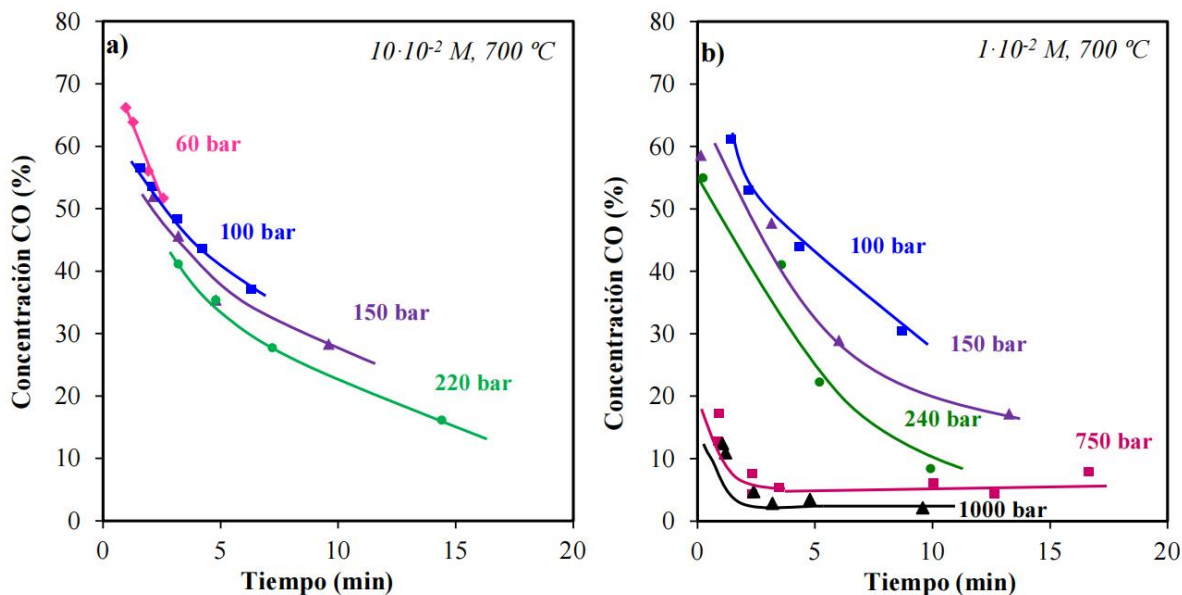 a)
10·10⁻² M, 700 ºC
Concentración CO (%)
80
70
60
50
40
30
20
10
0
60 bar
100 bar
150 bar
220 bar
0 5 10 15 20
Tiempo (min)
b)
1·10⁻² M, 700 ºC
Concentración CO (%)
80
70
60
50
40
30
20
10
0
100 bar
150 bar
240 bar
750 bar
1000 bar
0 5 10 15 20
Tiempo (min)